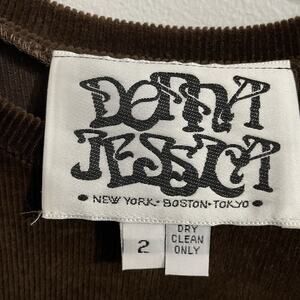 DONNA
JESSICA
• NEW YORK • BOSTON • TOKYO •
2
DRY
CLEAN
ONLY